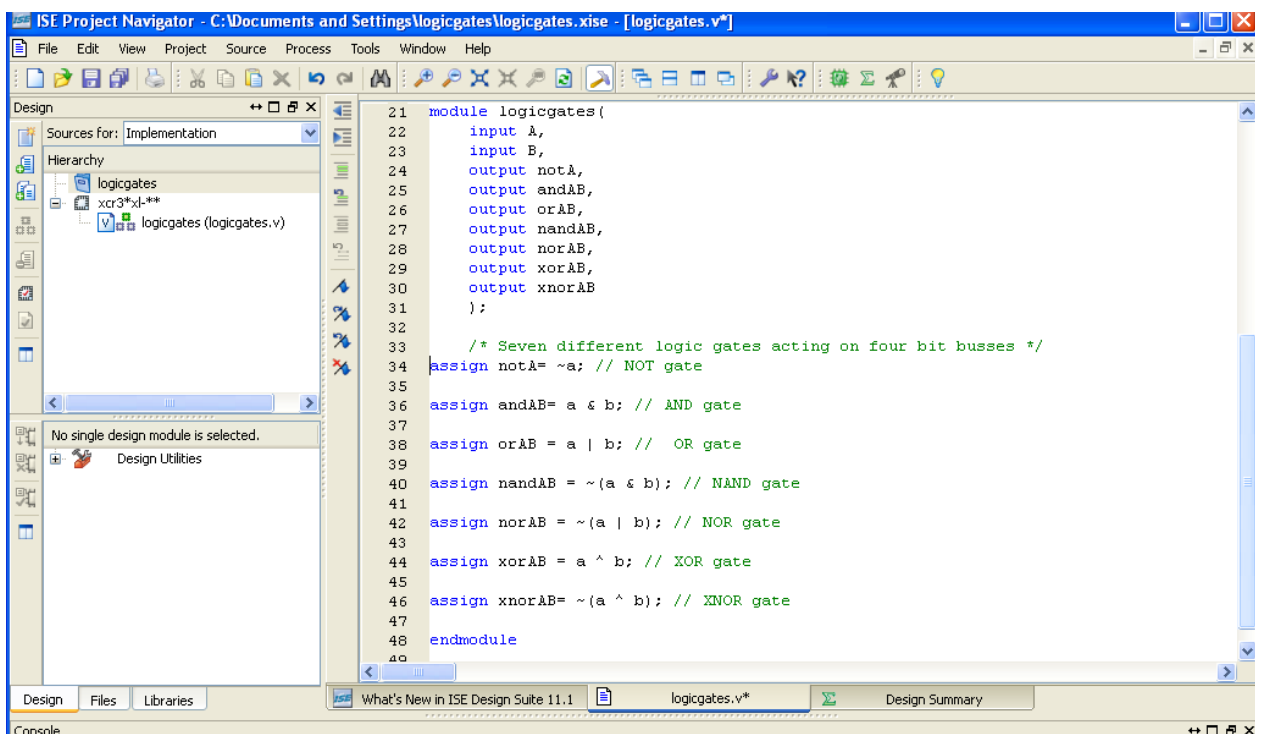 ISE Project Navigator - C:\Documents and Settings\logicgates\logicgates.xise - [logicgates.v*]
File Edit View Project Source Process Tools Window Help
Design
Sources for: Implementation
Hierarchy
logicgates
xcr3*xl-**
logicgates (logicgates.v)
No single design module is selected.
Design Utilities
Design Files Libraries
21 module logicgates(
22 input A,
23 input B,
24 output notA,
25 output andAB,
26 output orAB,
27 output nandAB,
28 output norAB,
29 output xorAB,
30 output xnorAB
31 );
32
33 /* Seven different logic gates acting on four bit busses */
34 assign notA= ~a; // NOT gate
35
36 assign andAB= a & b; // AND gate
37
38 assign orAB = a | b; // OR gate
39
40 assign nandAB = ~(a & b); // NAND gate
41
42 assign norAB = ~(a | b); // NOR gate
43
44 assign xorAB = a ^ b; // XOR gate
45
46 assign xnorAB= ~(a ^ b); // XNOR gate
47
48 endmodule
49
What's New in ISE Design Suite 11.1 logicgates.v* Design Summary
Console